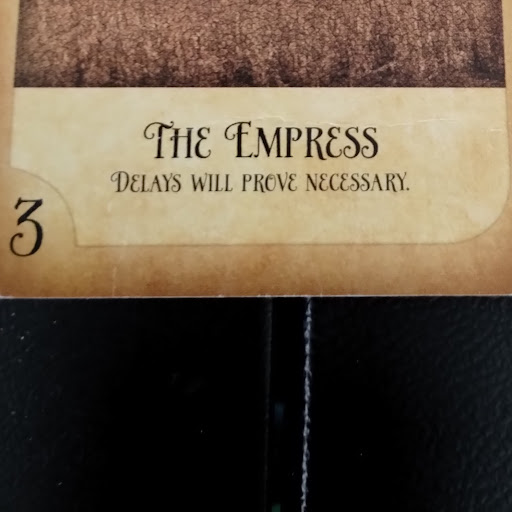 The Empress
Delays will prove necessary.
3